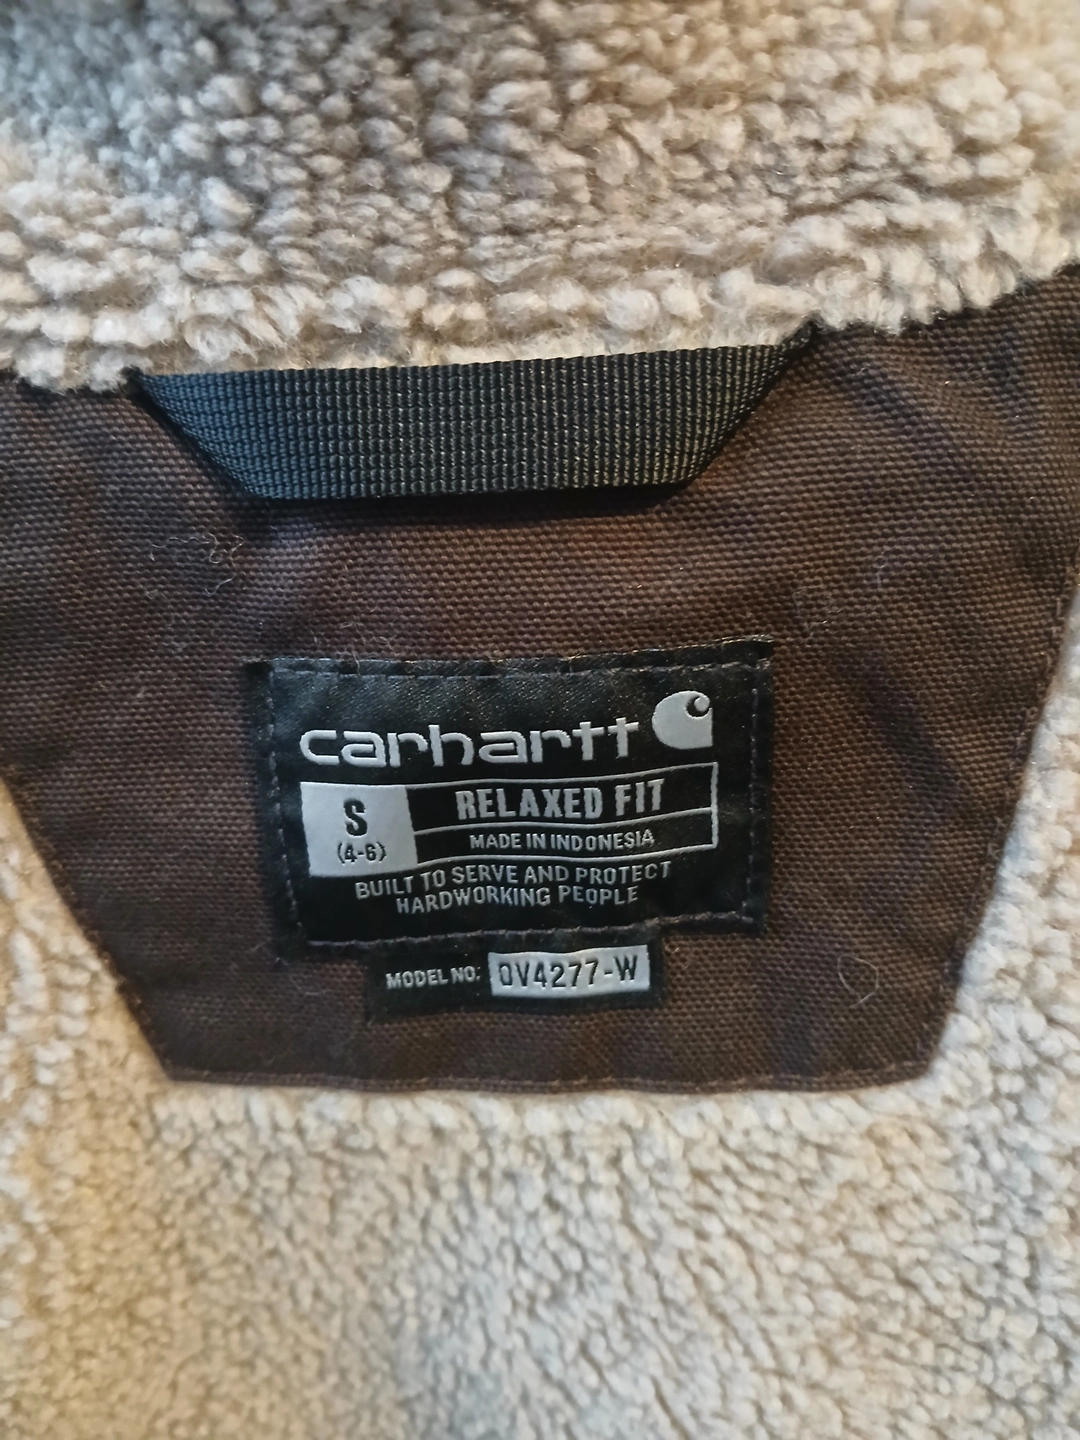 carhartt
S
(4-6)
RELAXED FIT
MADE IN INDONESIA
BUILT TO SERVE AND PROTECT
HARDWORKING PEOPLE
MODEL NO: OV4277-W